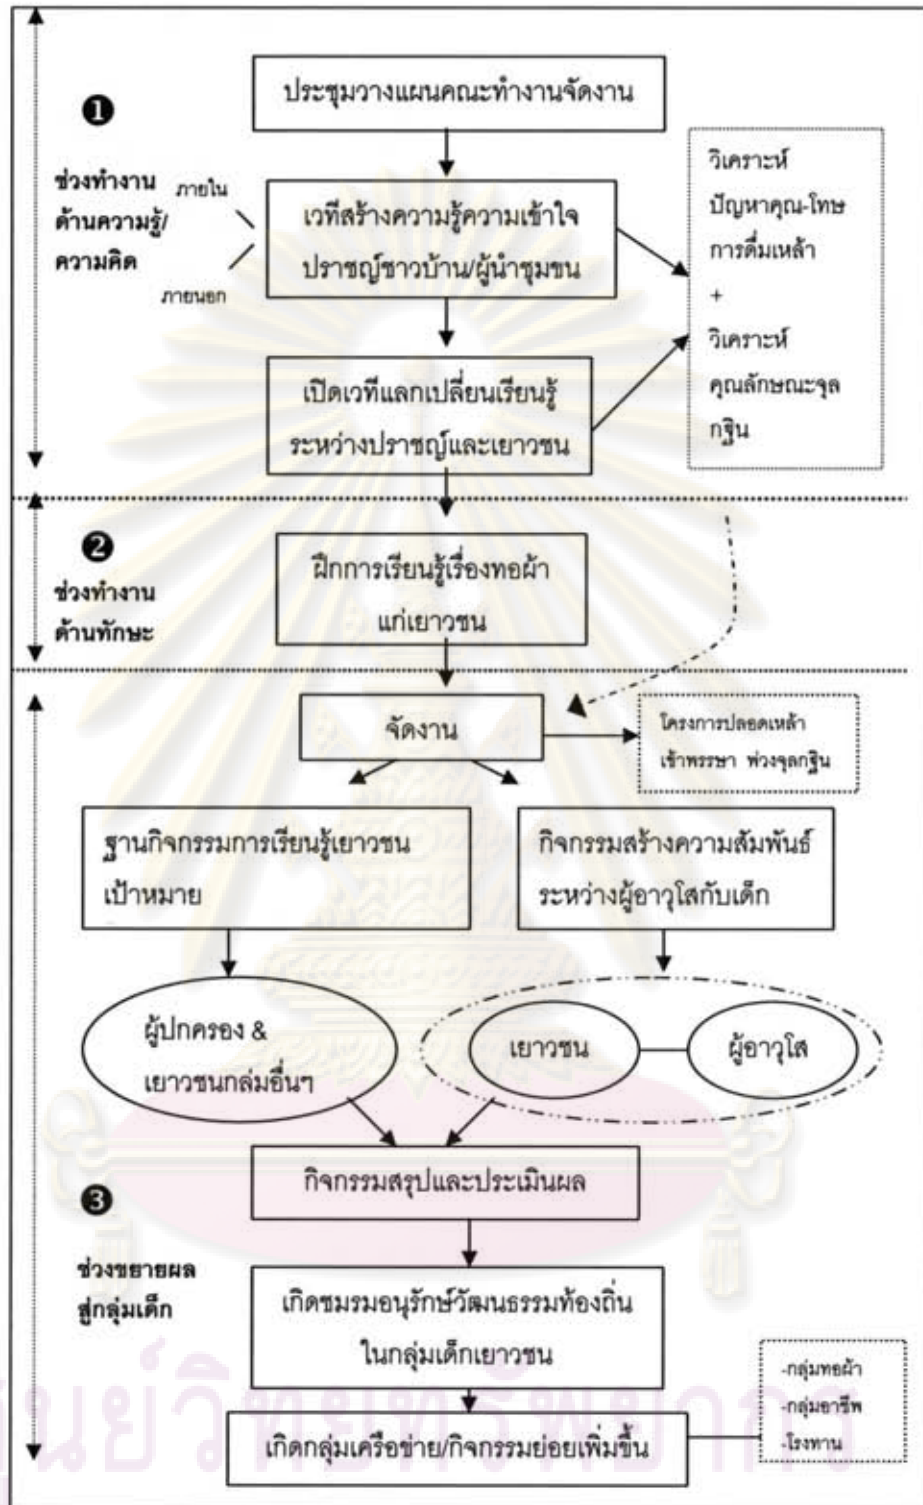 ประชุมวางแผนคณะทำงานจัดงาน
❶
ช่วงทำงาน
ด้านความรู้/
ความคิด
ภายใน
ภายนอก
เวทีสร้างความรู้ความเข้าใจ
ปราชญ์ชาวบ้าน/ผู้นำชุมชน
วิเคราะห์
ปัญหาคุณ-โทษ
การดื่มเหล้า
+
วิเคราะห์
คุณลักษณะจุล
กฐิน
เปิดเวทีแลกเปลี่ยนเรียนรู้
ระหว่างปราชญ์และเยาวชน
❷
ช่วงทำงาน
ด้านทักษะ
ฝึกการเรียนรู้เรื่องทอผ้า
แก่เยาวชน
จัดงาน
โครงการปลอดเหล้า
เข้าพรรษา พ่วงจุลกฐิน
ฐานกิจกรรมการเรียนรู้เยาวชน
เป้าหมาย
กิจกรรมสร้างความสัมพันธ์
ระหว่างผู้อาวุโสกับเด็ก
ผู้ปกครอง &
เยาวชนกล่มอื่นๆ
เยาวชน
ผู้อาวุโส
กิจกรรมสรุปและประเมินผล
❸
ช่วงขยายผล
สู่กลุ่มเด็ก
เกิดชมรมอนุรักษ์วัฒนธรรมท้องถิ่น
ในกลุ่มเด็กเยาวชน
-กลุ่มทอผ้า
-กลุ่มอาชีพ
-โรงทาน
เกิดกลุ่มเครือข่าย/กิจกรรมย่อยเพิ่มขึ้น
ศูนย์วิทยทรัพยากร